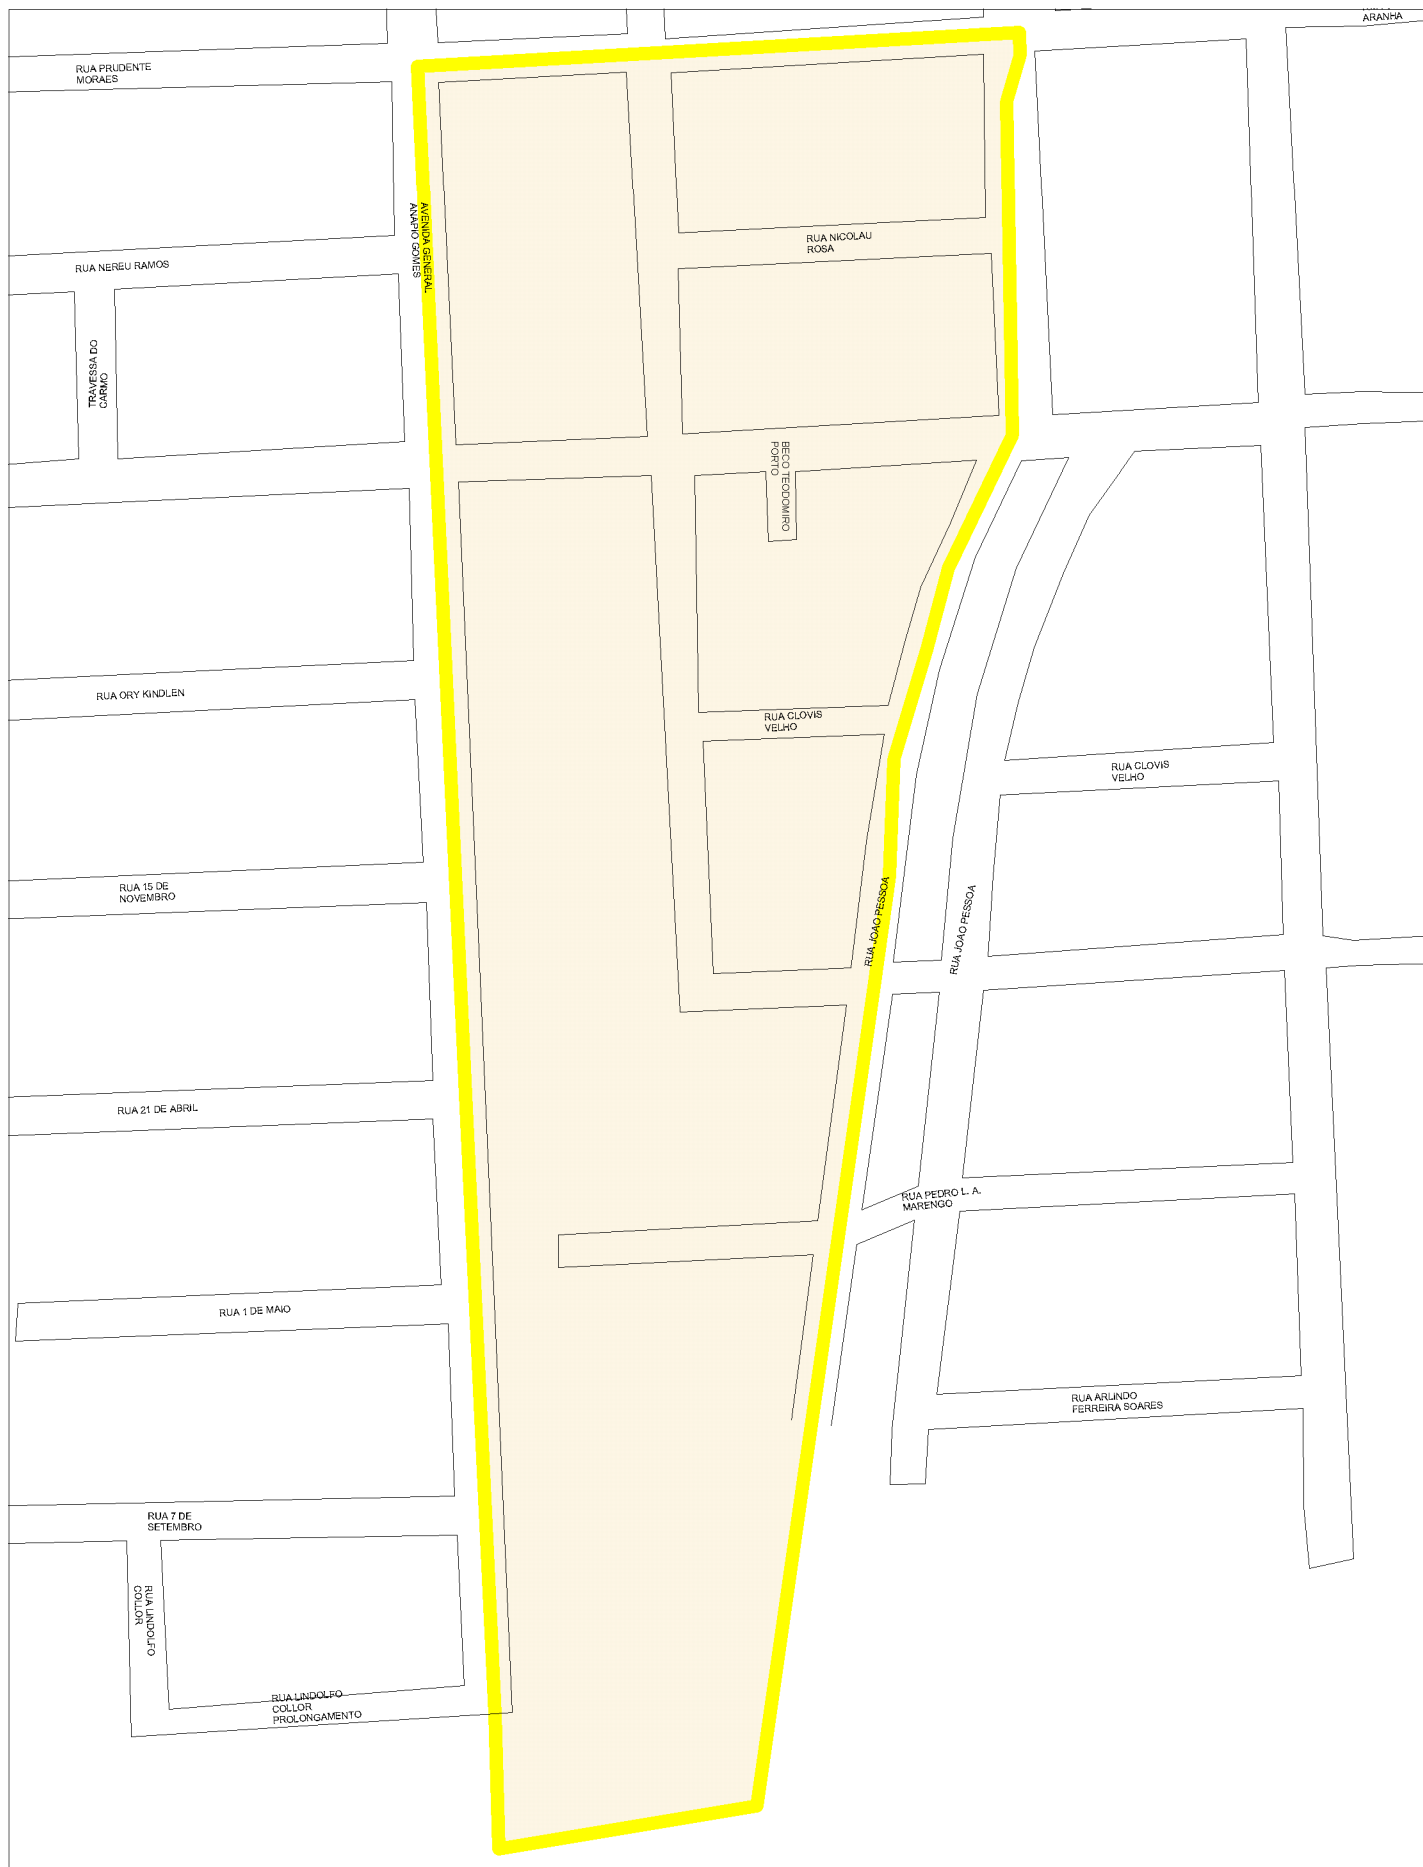 ARANHA
RUA PRUDENTE
MORAES
AVENIDA GENERAL
ANAPIO GOMES
RUA NICOLAU
ROSA
RUA NEREU RAMOS
TRAVESSA DO
CARMO
BECO TEODOMIRO
PORTO
RUA ORY KINDLEN
RUA CLOVIS
VELHO
RUA CLOVIS
VELHO
RUA 15 DE
NOVEMBRO
RUA JOAO PESSOA
RUA JOAO PESSOA
RUA 21 DE ABRIL
RUA PEDRO L. A.
MARENGO
RUA 1 DE MAIO
RUA ARLINDO
FERREIRA SOARES
RUA 7 DE
SETEMBRO
RUA LINDOLFO
COLLOR
RUA LINDOLFO
COLLOR
PROLONGAMENTO